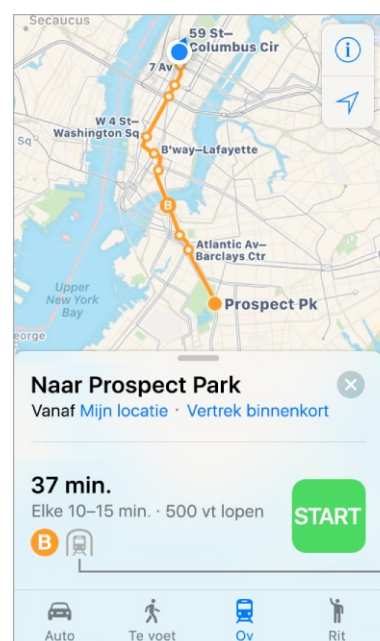 Secaucus
59 St–
Columbus Cir
7 Av
W 4 St–
Washington Sq
Sq
B'way–Lafayette
B
Atlantic Av–
Barclays Ctr
Upper
New York
Bay
Prospect Pk
eorge
Naar Prospect Park
Vanaf Mijn locatie · Vertrek binnenkort
37 min.
Elke 10–15 min. · 500 vt lopen
START
B
Auto Te voet Ov Rit